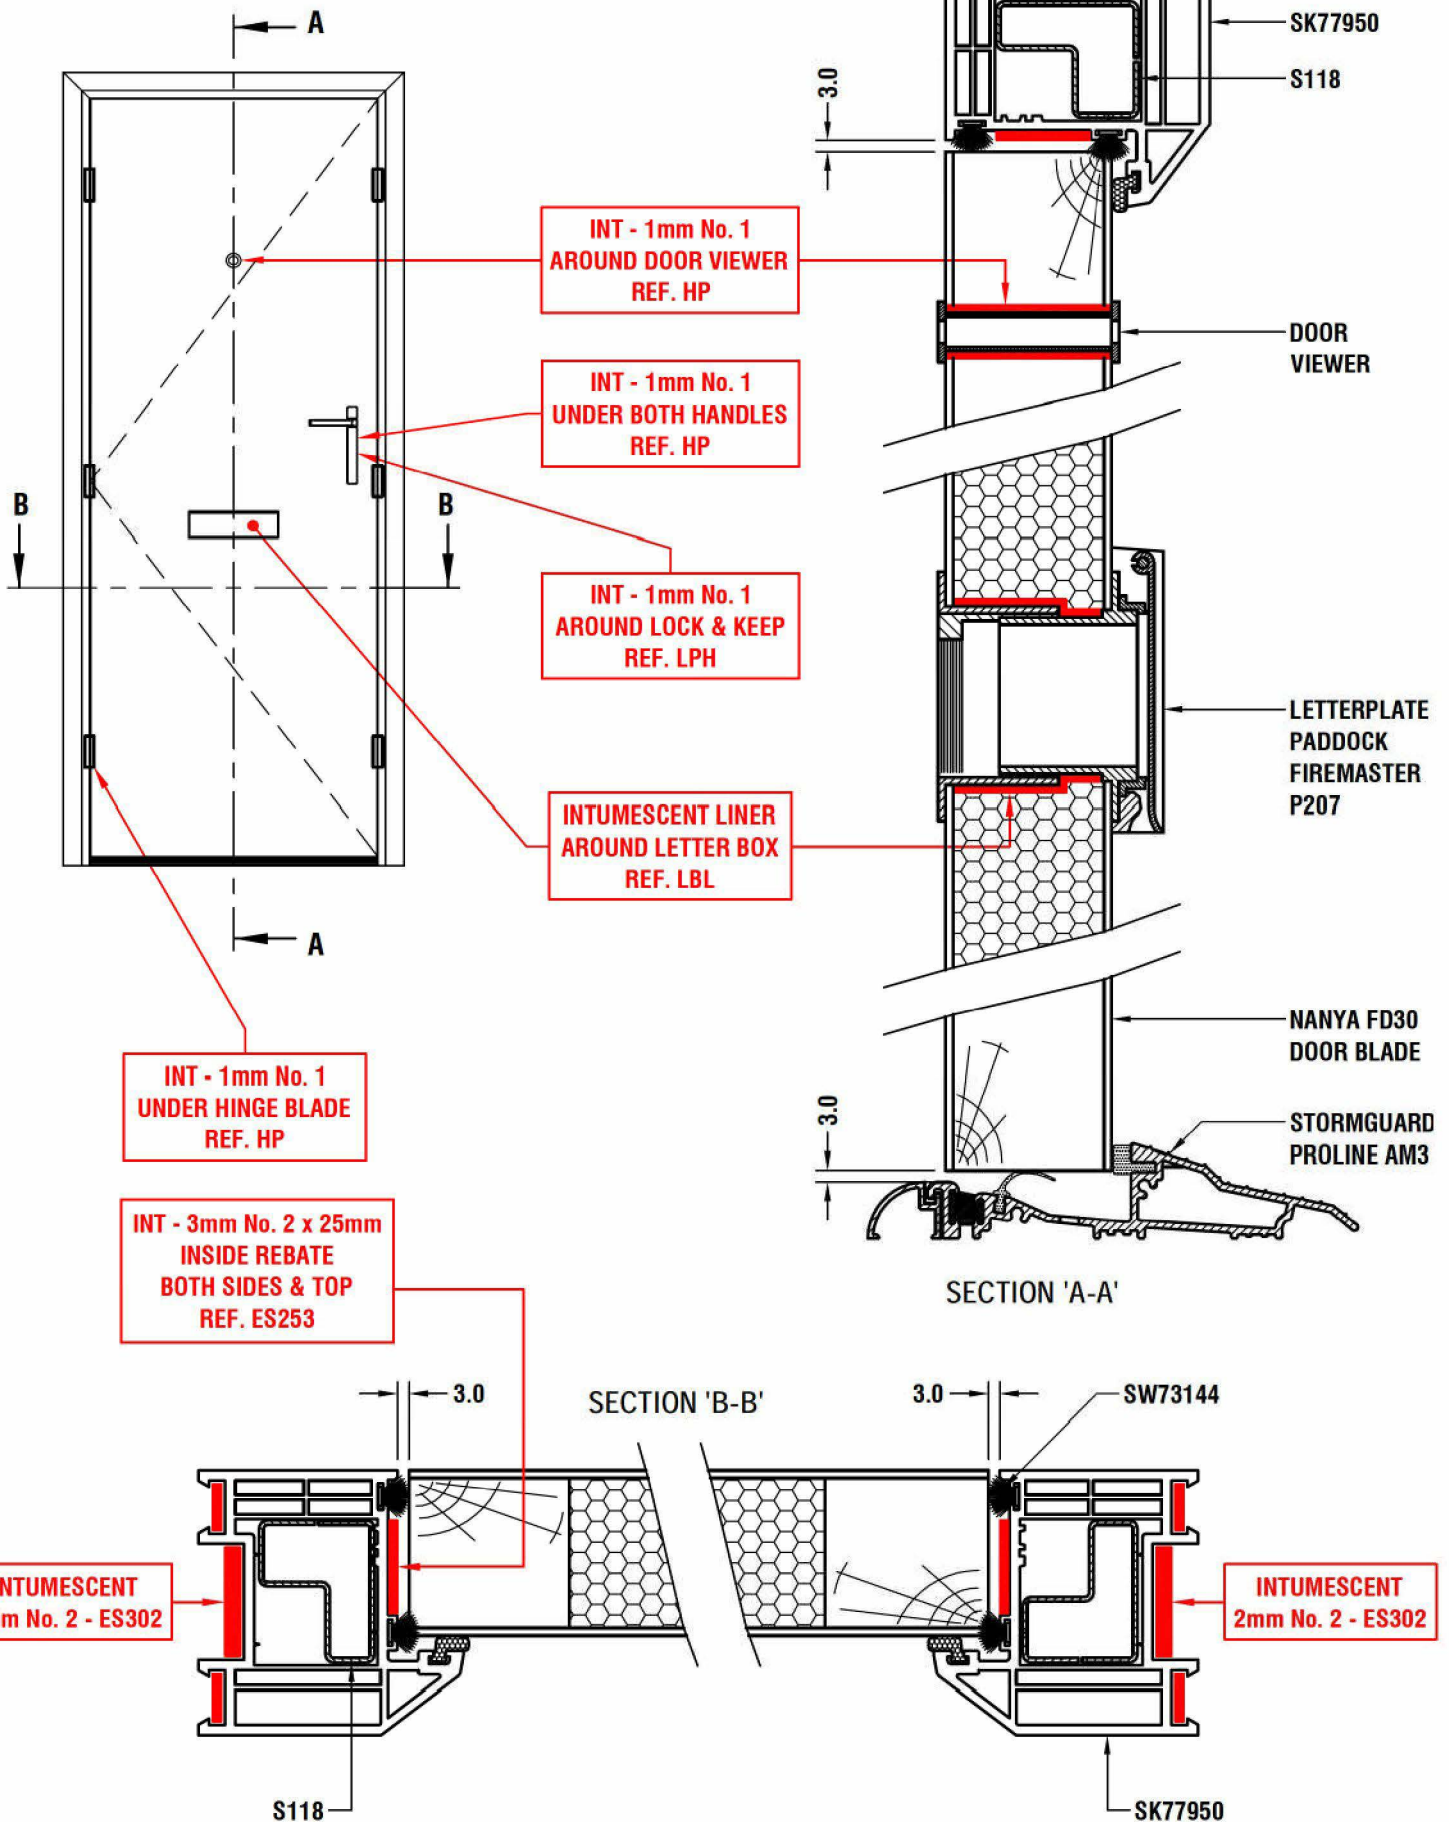 A
SK77950
S118
3.0
INT - 1mm No. 1
AROUND DOOR VIEWER
REF. HP
DOOR
VIEWER
INT - 1mm No. 1
UNDER BOTH HANDLES
REF. HP
B
B
INT - 1mm No. 1
AROUND LOCK & KEEP
REF. LPH
LETTERPLATE
PADDOCK
FIREMASTER
P207
INTUMESCENT LINER
AROUND LETTER BOX
REF. LBL
A
NANYA FD30
DOOR BLADE
INT - 1mm No. 1
UNDER HINGE BLADE
REF. HP
3.0
STORMGUARD
PROLINE AM3
INT - 3mm No. 2 x 25mm
INSIDE REBATE
BOTH SIDES & TOP
REF. ES253
SECTION 'A-A'
3.0
SECTION 'B-B'
3.0
SW73144
NTUMESCENT
m No. 2 - ES302
INTUMESCENT
2mm No. 2 - ES302
S118
SK77950